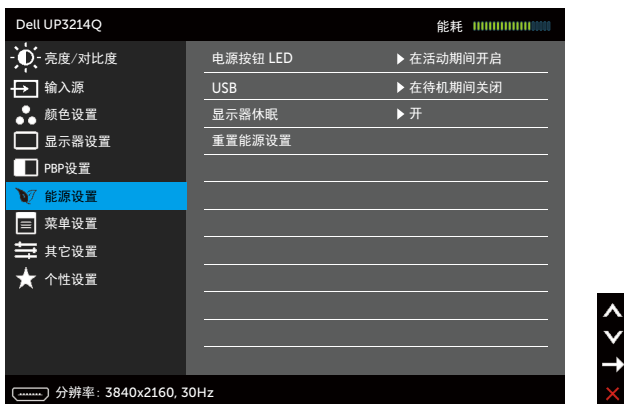 Dell UP3214Q 能耗
亮度/对比度 电源按钮 LED 在活动期间开启
输入源 USB 在待机期间关闭
颜色设置 显示器休眠 开
显示器设置 重置能源设置
PBP设置
能源设置
菜单设置
其它设置
个性设置
分辨率: 3840x2160, 30Hz